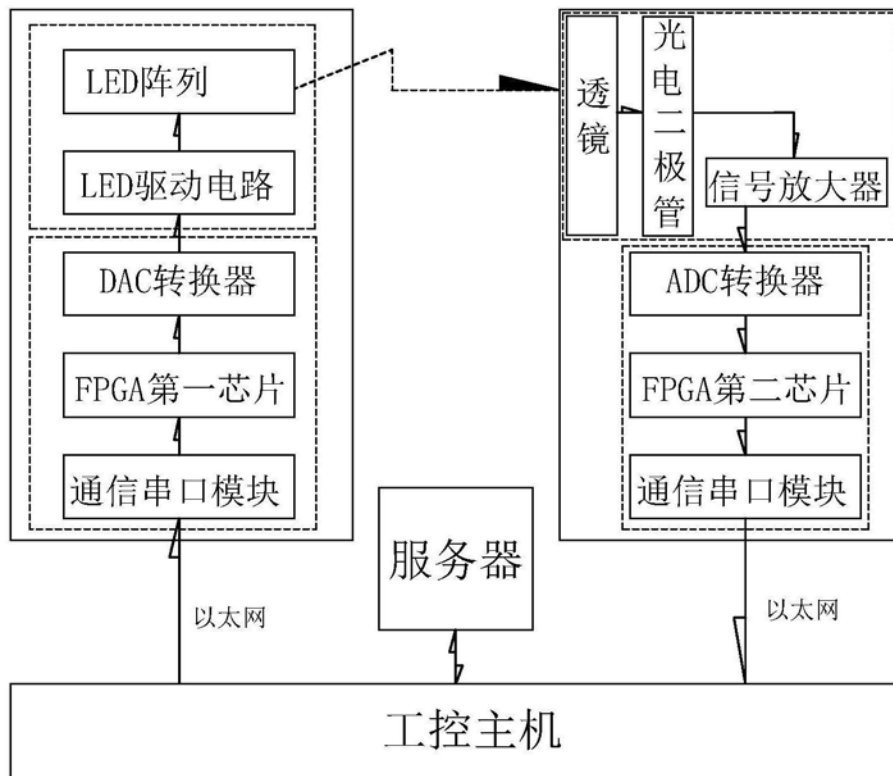 LED阵列
LED驱动电路
DAC转换器
FPGA第一芯片
通信串口模块
以太网
透镜
光电二极管
信号放大器
ADC转换器
FPGA第二芯片
通信串口模块
以太网
服务器
工控主机